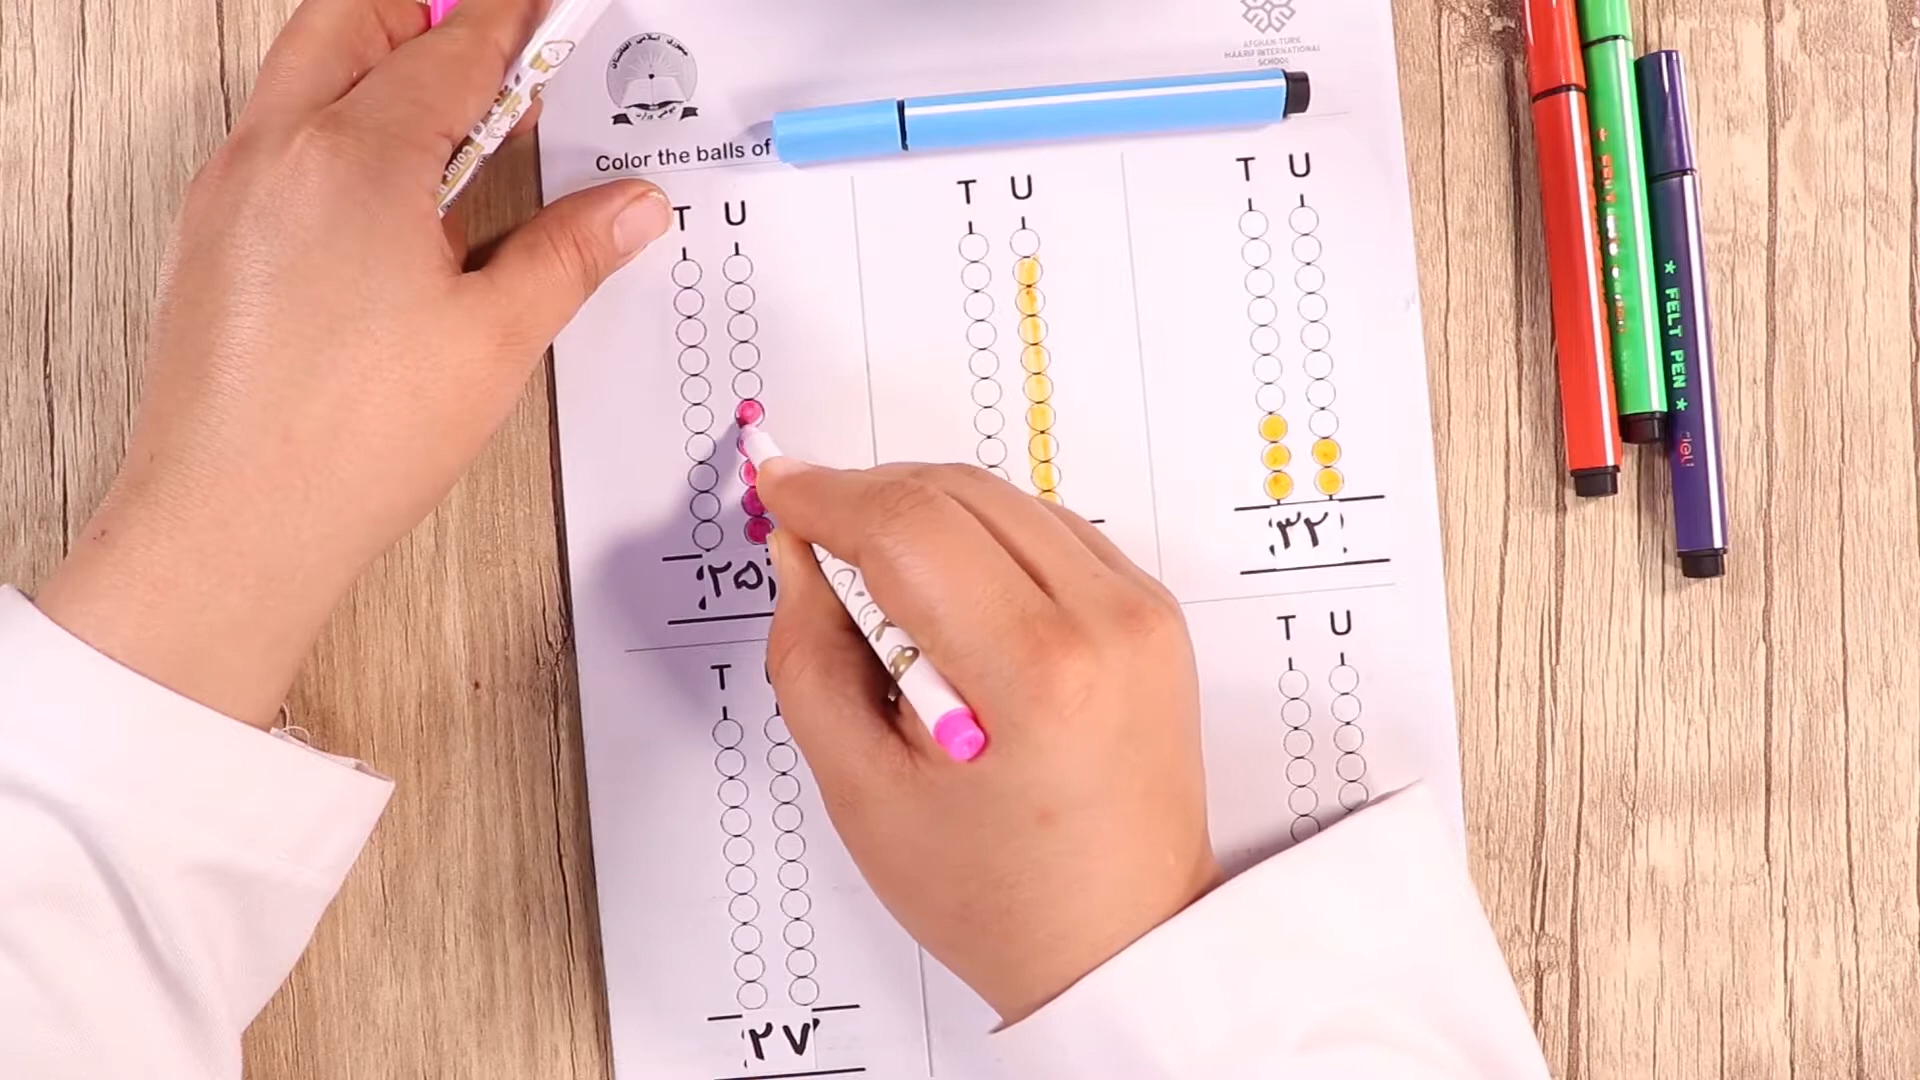 AFGHAN-TURK
MAARIF INTERNATIONAL
SCHOOL
Color the balls of
T U
T U
T U
۲۵
۳۲
T
T U
۲۷
FELT PEN